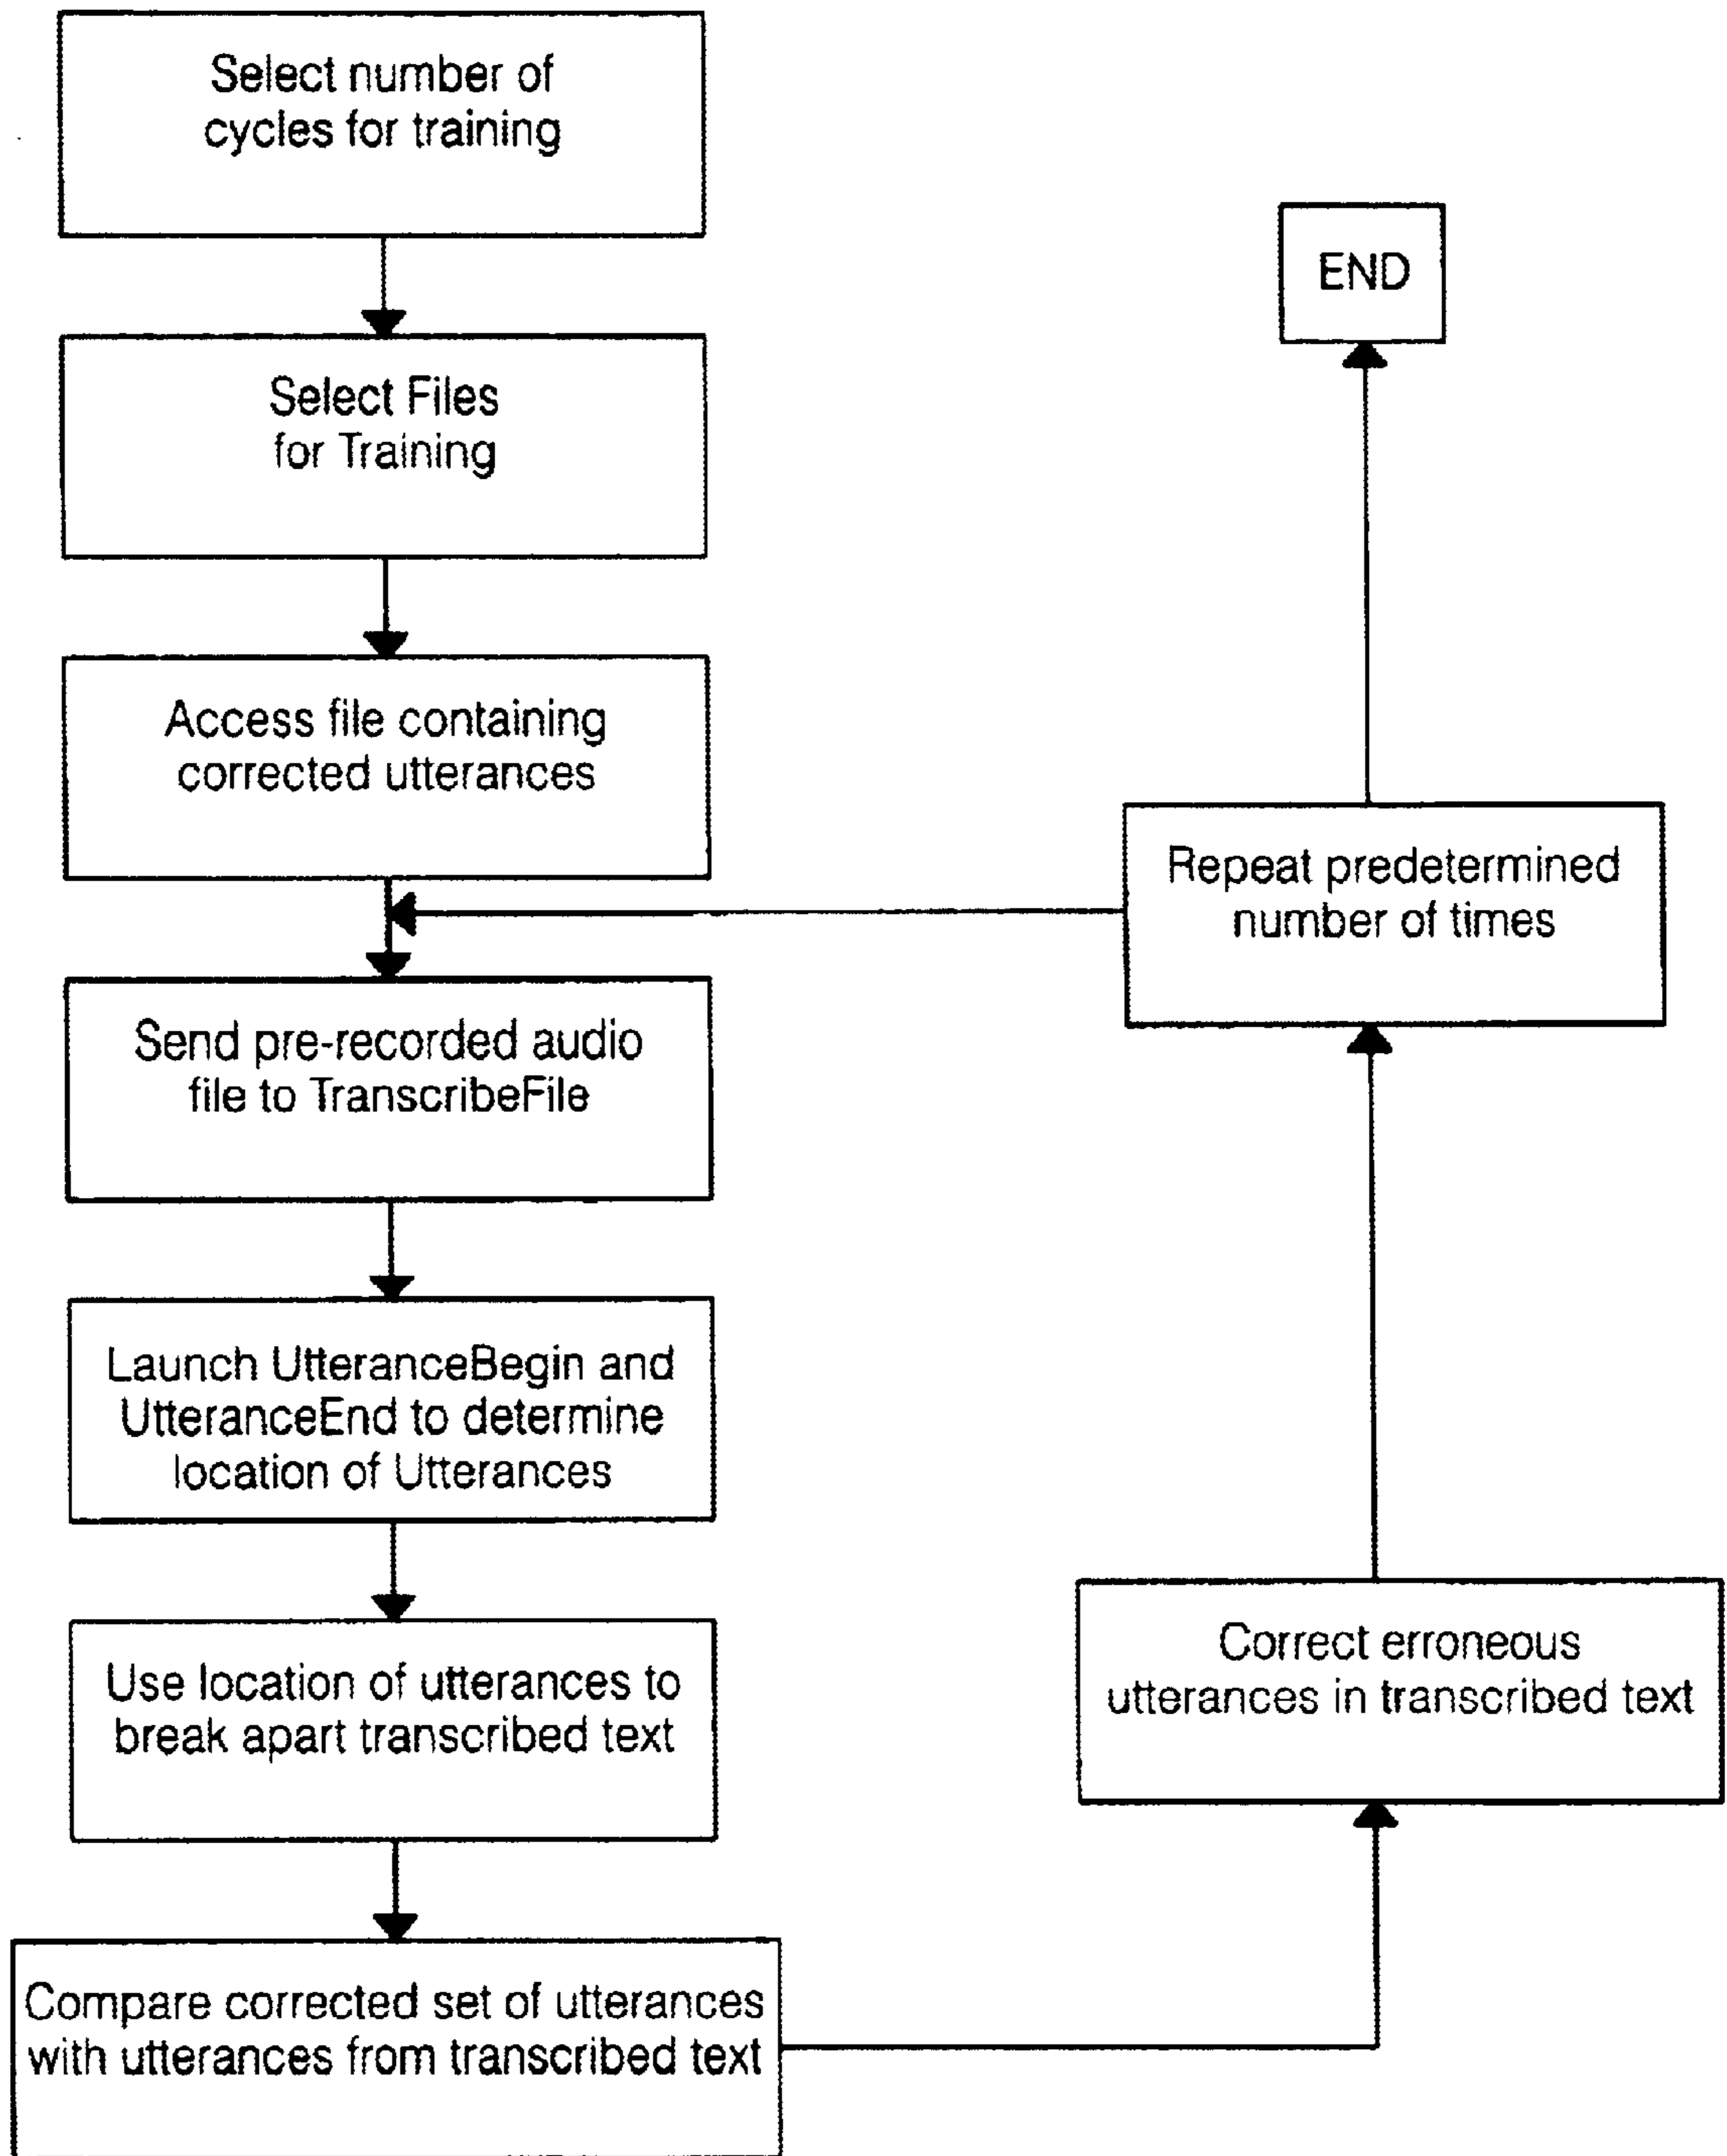 Select number of
cycles for training
Select Files
for Training
Access file containing
corrected utterances
Send pre-recorded audio
file to TranscribeFile
Launch UtteranceBegin and
UtteranceEnd to determine
location of Utterances
Use location of utterances to
break apart transcribed text
Compare corrected set of utterances
with utterances from transcribed text
Correct erroneous
utterances in transcribed text
Repeat predetermined
number of times
END